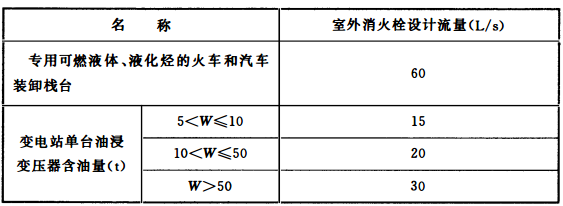 名 称 室外消火栓设计流量(L/s)
专用可燃液体、液化烃的火车和汽车
装卸栈台
60
变电站单台油浸
变压器含油量(t)
5<W≤10 15
10<W≤50 20
W>50 30